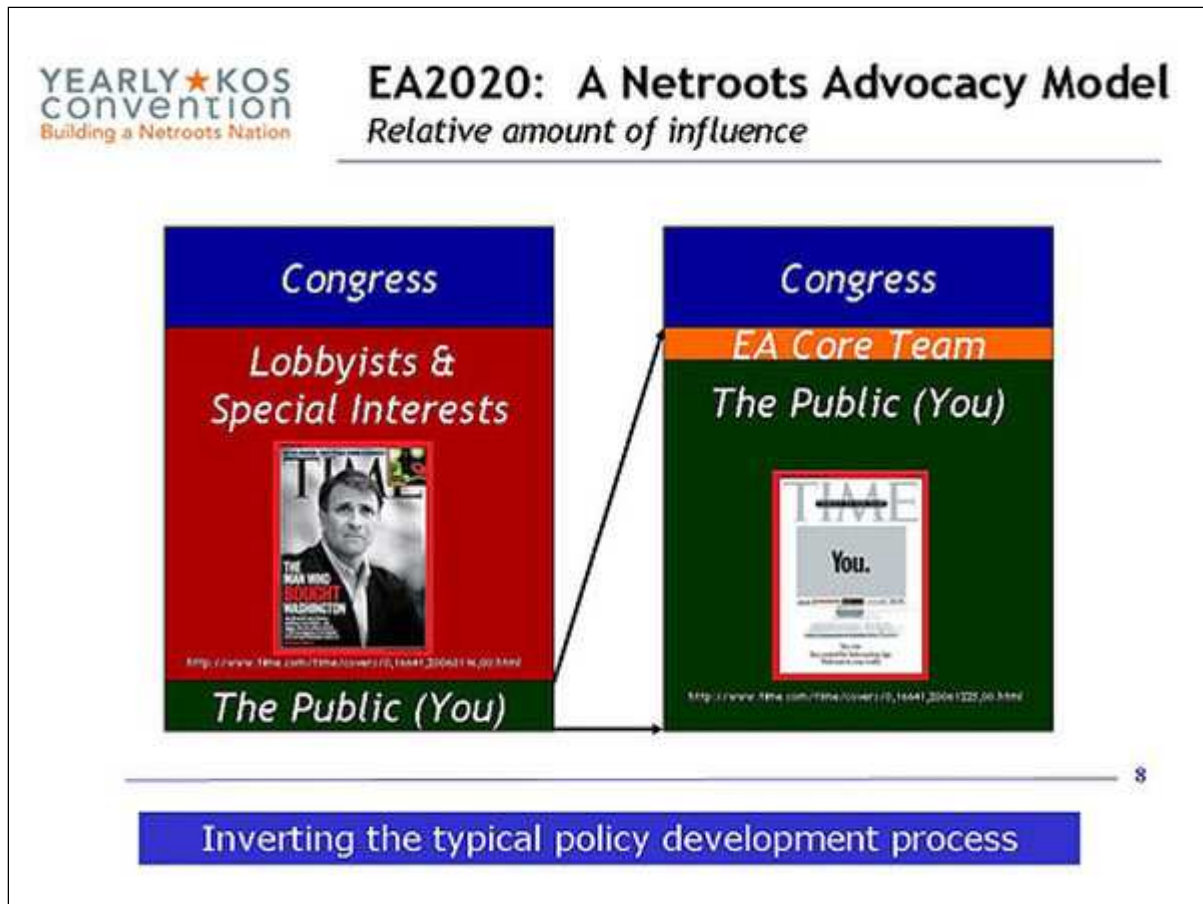 YEARLY★KOS
convention
Building a Netroots Nation
EA2020: A Netroots Advocacy Model
Relative amount of influence
Congress
Lobbyists &
Special Interests
TIME
THE
MAN WHO
BOUGHT
WASHINGTON
The Public (You)
Congress
EA Core Team
The Public (You)
TIME
You.
8
Inverting the typical policy development process